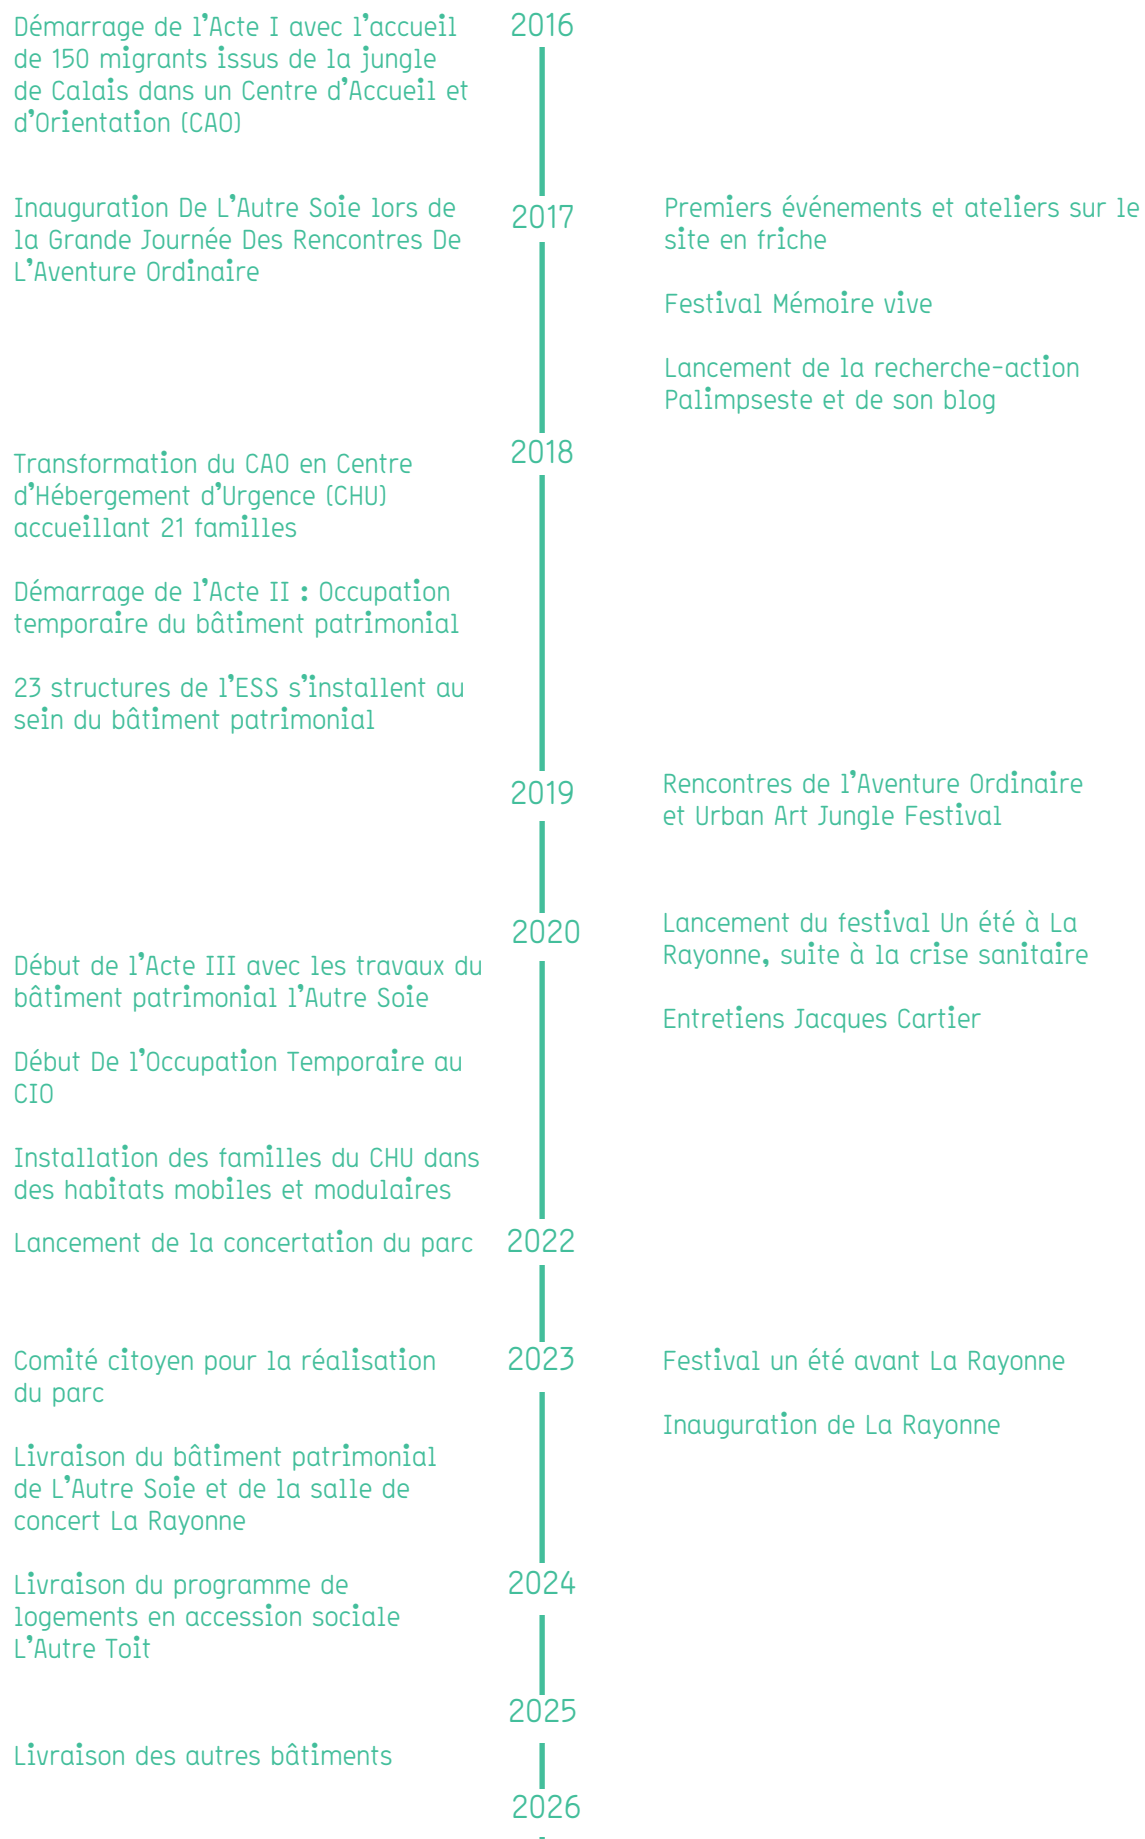 2016
Démarrage de l'Acte I avec l'accueil
de 150 migrants issus de la jungle
de Calais dans un Centre d'Accueil et
d'Orientation (CAO)
2017
Inauguration De L'Autre Soie lors de
la Grande Journée Des Rencontres De
L'Aventure Ordinaire
Premiers événements et ateliers sur le
site en friche
Festival Mémoire vive
Lancement de la recherche-action
Palimpseste et de son blog
2018
Transformation du CAO en Centre
d'Hébergement d'Urgence (CHU)
accueillant 21 familles
Démarrage de l'Acte II : Occupation
temporaire du bâtiment patrimonial
23 structures de l'ESS s'installent au
sein du bâtiment patrimonial
2019
Rencontres de l'Aventure Ordinaire
et Urban Art Jungle Festival
2020
Début de l'Acte III avec les travaux du
bâtiment patrimonial l'Autre Soie
Début De l'Occupation Temporaire au
CIO
Installation des familles du CHU dans
des habitats mobiles et modulaires
Lancement du festival Un été à La
Rayonne, suite à la crise sanitaire
Entretiens Jacques Cartier
2022
Lancement de la concertation du parc
2023
Comité citoyen pour la réalisation
du parc
Livraison du bâtiment patrimonial
de L'Autre Soie et de la salle de
concert La Rayonne
Festival un été avant La Rayonne
Inauguration de La Rayonne
2024
Livraison du programme de
logements en accession sociale
L'Autre Toit
2025
Livraison des autres bâtiments
2026